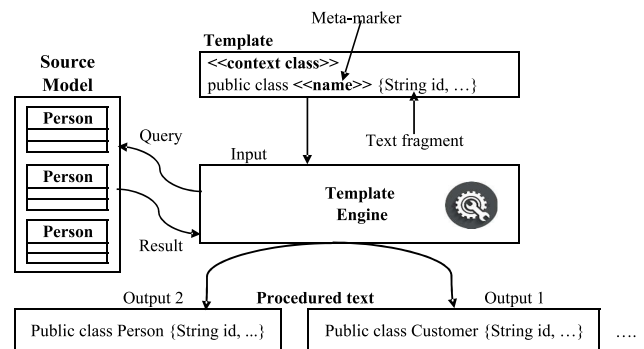 Meta-marker
Template
<<context class>>
public class <<name>> {String id, …}
Text fragment
Source
Model
Person
Person
Person
Query
Result
Input
Template
Engine
Output 2
Procedured text
Output 1
Public class Person {String id, ...}
Public class Customer {String id, …}
….